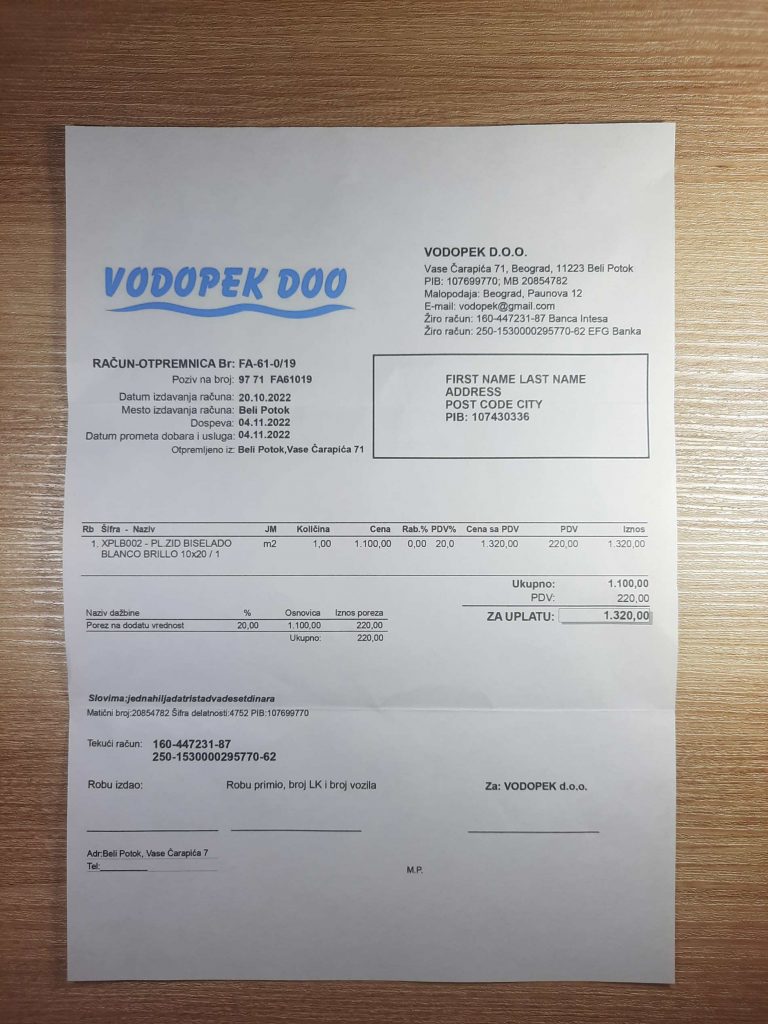 VODOPEK DOO
VODOPEK D.O.O.
Vase Čarapića 71, Beograd, 11223 Beli Potok
PIB: 107699770; MB 20854782
Malopodaja: Beograd, Paunova 12
E-mail: vodopek@gmail.com
Žiro račun: 160-447231-87 Banca Intesa
Žiro račun: 250-1530000295770-62 EFG Banka
RAČUN-OTPREMNICA Br: FA-61-0/19
Poziv na broj: 97 71 FA61019
Datum izdavanja računa: 20.10.2022
Mesto izdavanja računa: Beli Potok
Dospeva: 04.11.2022
Datum prometa dobara i usluga: 04.11.2022
Otpremljeno iz: Beli Potok,Vase Čarapića 71
FIRST NAME LAST NAME
ADDRESS
POST CODE CITY
PIB: 107430336
Rb Šifra - Naziv JM Količina Cena Rab.% PDV% Cena sa PDV PDV Iznos
1. XPLB002 - PL.ZID BISELADO m2 1,00 1.100,00 0,00 20,0 1.320,00 220,00 1.320,00
BLANCO BRILLO 10x20 / 1
Ukupno: 1.100,00
PDV: 220,00
ZA UPLATU: 1.320,00
Naziv dažbine % Osnovica Iznos poreza
Porez na dodatu vrednost 20,00 1.100,00 220,00
Ukupno: 220,00
Slovima:jednahiljadatristadvadesetdinara
Matični broj:20854782 Šifra delatnosti:4752 PIB:107699770
Tekući račun: 160-447231-87
250-1530000295770-62
Robu izdao: Robu primio, broj LK i broj vozila Za: VODOPEK d.o.o.
Adr:Beli Potok, Vase Čarapića 7
Tel:
M.P.